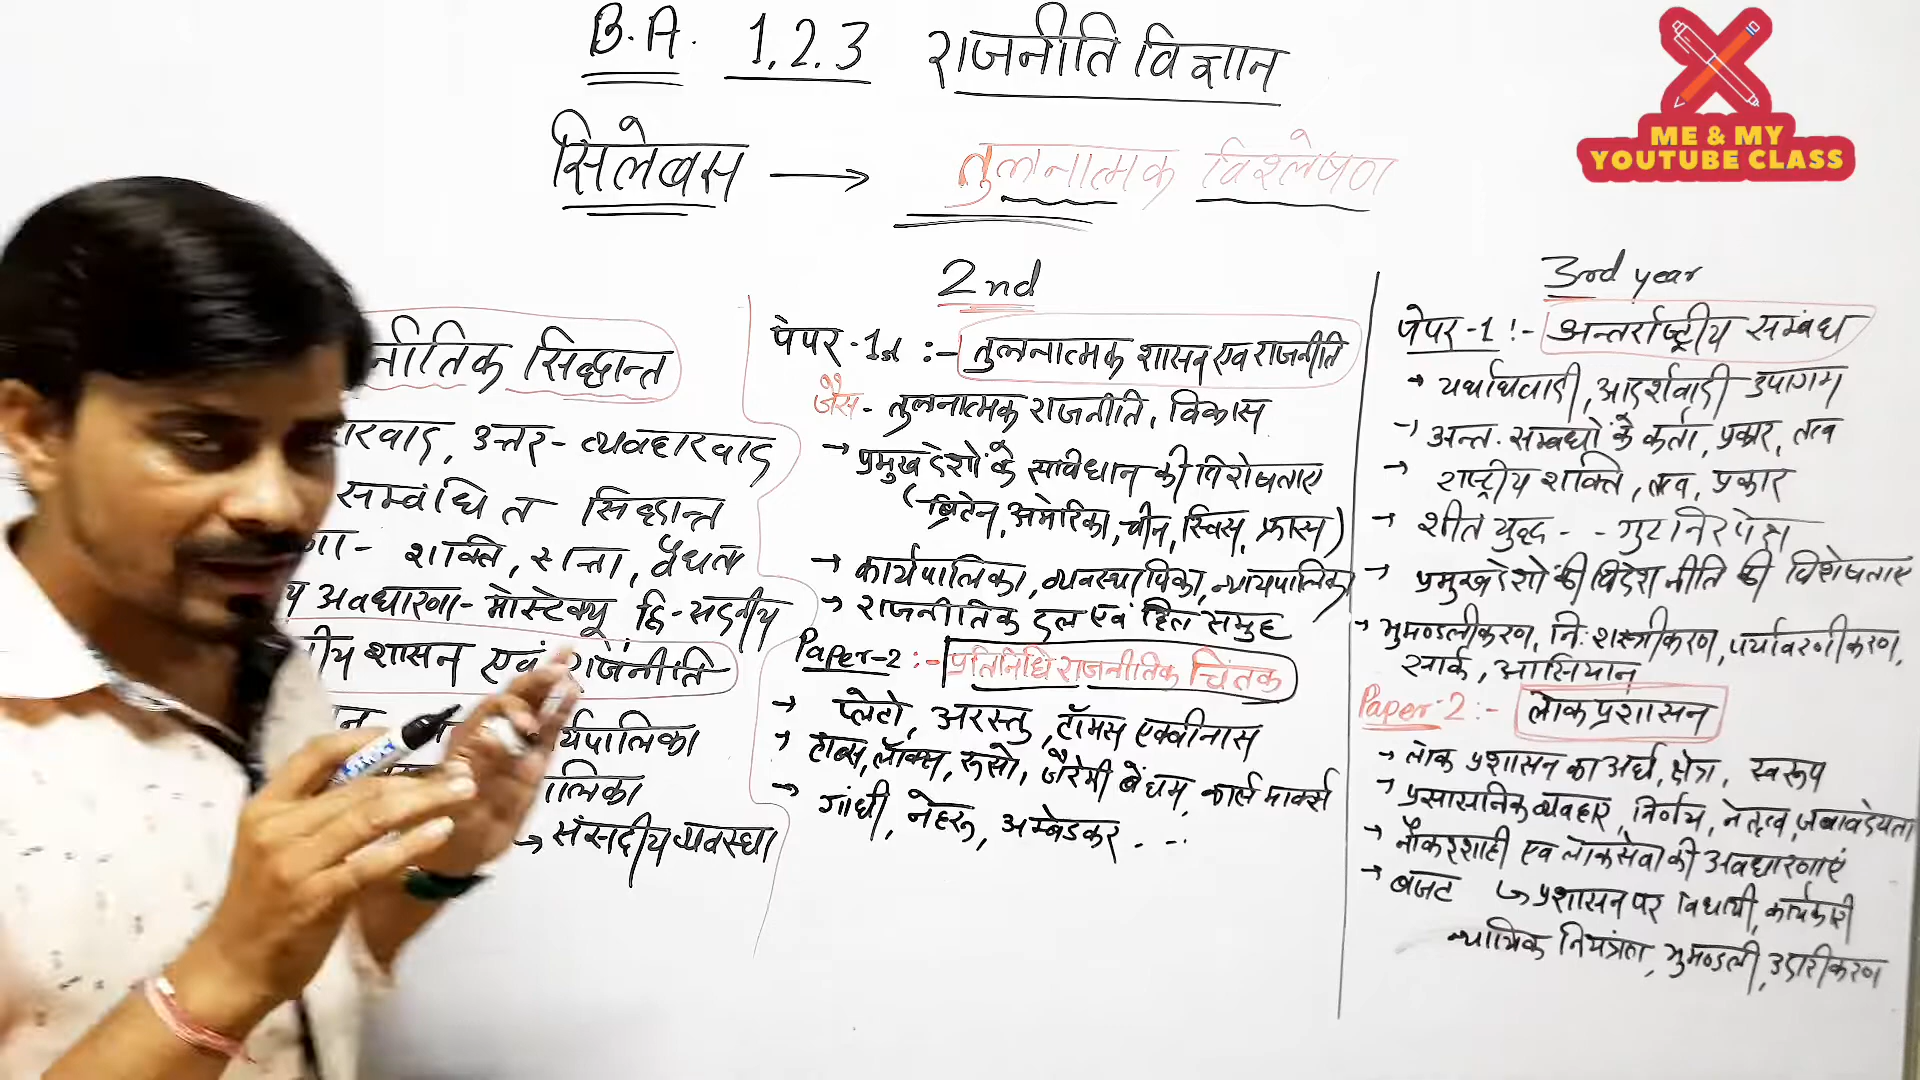 B.A. 1.2.3 राजनीति विज्ञान
सिलेबस → तुलनात्मक विश्लेषण
ME & MY
YOUTUBE CLASS
र्नीतिक सिद्धान्त
ारवाद, उत्तर-व्यवहारवाद
सम्बंधित सिद्धान्त
शक्ति, सत्ता, वैधता
य अवधारणा- मोंस्टेक्यू द्वि-सदनीय
ीय शासन एवं राजनीति
र्यपालिका
ालिका
→ संसदीय व्यवस्था
2nd
पेपर-1st :- तुलनात्मक शासन एवं राजनीति
जैसे- तुलनात्मक राजनीति, विकास
→ प्रमुख देशों के संविधान की विशेषताए
(ब्रिटेन, अमेरिका, चीन, स्विस, फ्रान्स)
→ कार्यपालिका, व्यवस्थापिका, न्यायपालिका
→ राजनीतिक दल एवं हित समुह
Paper-2 :- प्रतिनिधि राजनीतिक चिंतक
→ प्लेटो, अरस्तु, टॉमस एक्वीनास
→ हाब्स, लॉक्स, रूसो, जैरेमी बेंथम, कार्ल मार्क्स
→ गांधी, नेहरू, अम्बेडकर . - .
3rd year
पेपर-1 :- अन्तर्राष्ट्रीय सम्बंध
→ यर्थाथवादी, आदर्शवादी उपागम
→ अन्त. सम्बधों के कर्ता, प्रकार, तत्व
→ राष्ट्रीय शक्ति, तत्व, प्रकार
→ शीत युद्ध - - गुटनिरपेक्ष
→ प्रमुख देशों की विदेश नीति की विशेषताए
→ भुमण्डलीकरण, नि:शस्त्रीकरण, पर्यावरणीकरण,
सार्क, आसियान
Paper-2 :- लोकप्रशासन
→ लोक प्रशासन का अर्थ, क्षेत्र, स्वरूप
→ प्रसासनिक व्यवहार, निर्णय, नेतृत्व, जबावदेयता
→ नौकरशाही एवं लोकसेवा की अवधारणाएं
→ बजट ↳ प्रशासन पर विधायी, कार्यकारी
न्यायिक नियंत्रण, भुमण्डली, उदारीकरण